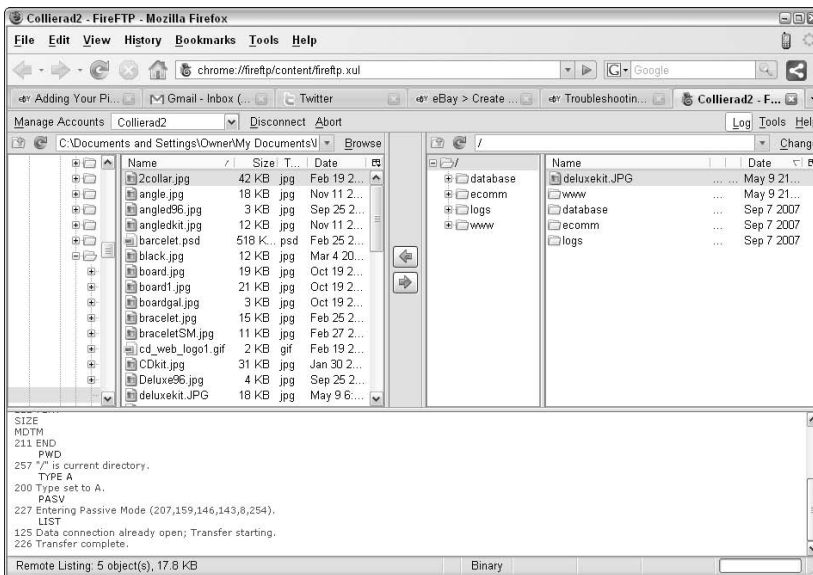 Collierad2 - FireFTP - Mozilla Firefox
File Edit View History Bookmarks Tools Help
chrome://fireftp/content/fireftp.xul
G Google
Adding Your Pi...
Gmail - Inbox (...
Twitter
eBay > Create ...
Troubleshootin...
Collierad2 - F...
Manage Accounts Collierad2 Disconnect Abort Log Tools Hel
C:\Documents and Settings\Owner\My Documents\I Browse / Chang
Name Size T... Date
2collar.jpg 42 KB jpg Feb 19 2...
angle.jpg 18 KB jpg Nov 11 2...
angled96.jpg 3 KB jpg Sep 25 2...
angledkit.jpg 12 KB jpg Nov 11 2...
barcelet.psd 518 K... psd Feb 25 2...
black.jpg 12 KB jpg Mar 4 20...
board.jpg 19 KB jpg Oct 19 2...
board1.jpg 21 KB jpg Oct 19 2...
boardgal.jpg 3 KB jpg Oct 19 2...
bracelet.jpg 15 KB jpg Feb 25 2...
braceletSM.jpg 11 KB jpg Feb 27 2...
cd_web_logo1.gif 2 KB gif Feb 19 2...
CDkit.jpg 31 KB jpg Jan 30 2...
Deluxe96.jpg 4 KB jpg Sep 25 2...
deluxekit.JPG 18 KB jpg May 9 6:...
/
database
ecomm
logs
www
Name Date
deluxekit.JPG ... ... May 9 21...
www ... May 9 21...
database ... Sep 7 2007
ecomm ... Sep 7 2007
logs ... Sep 7 2007
SIZE
MDTM
211 END
PWD
257 "/" is current directory.
TYPE A
200 Type set to A.
PASV
227 Entering Passive Mode (207,159,146,143,8,254).
LIST
125 Data connection already open; Transfer starting.
226 Transfer complete.
Remote Listing: 5 object(s), 17.8 KB Binary